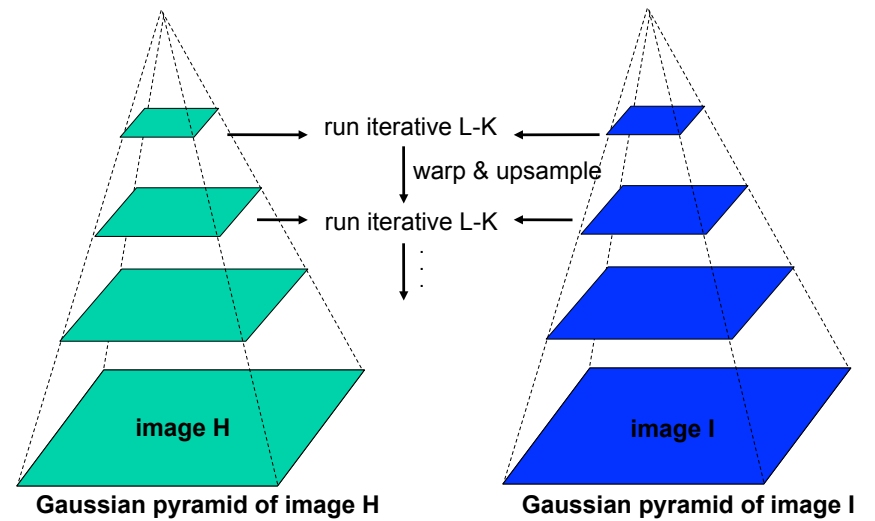 run iterative L-K
warp & upsample
run iterative L-K
.
.
.
image H
image I
Gaussian pyramid of image H
Gaussian pyramid of image I